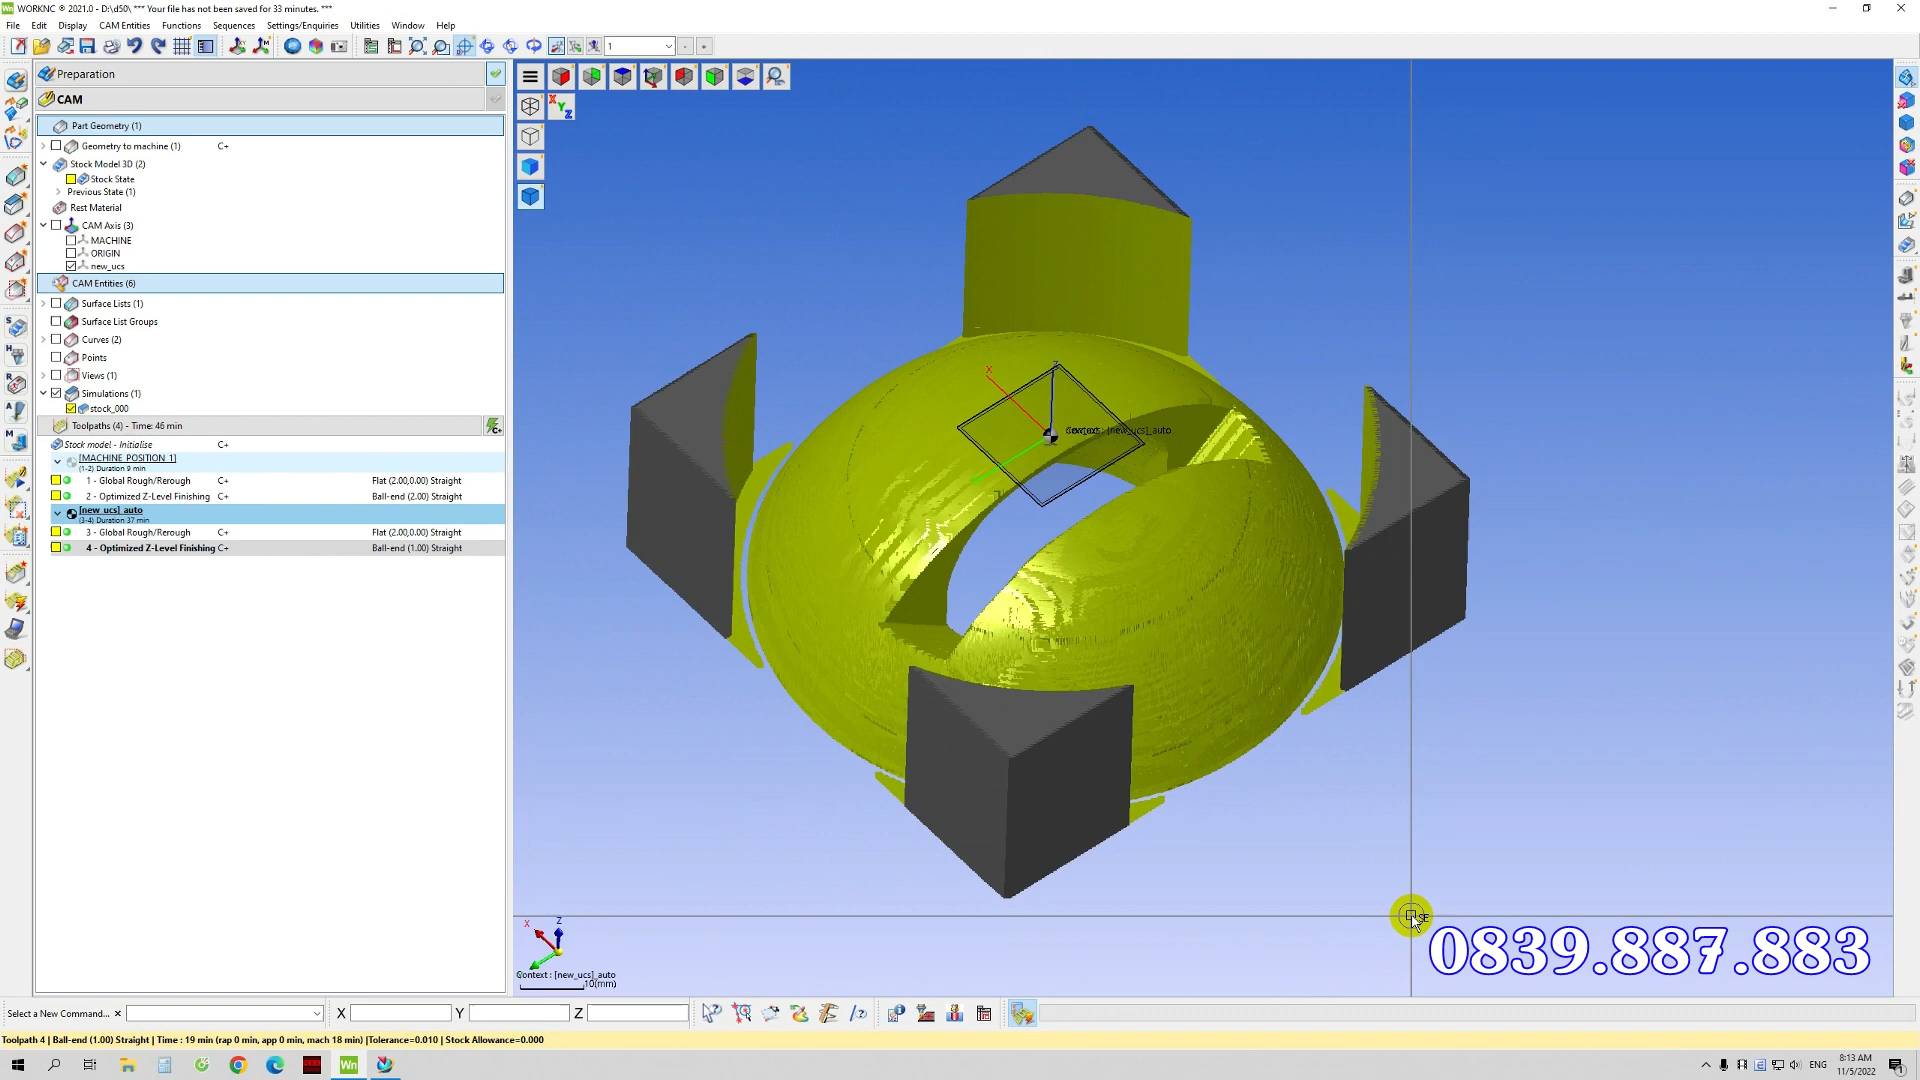 WORKNC ® 2021.0 - D:\d50\ *** Your file has not been saved for 33 minutes. ***
File Edit Display CAM Entities Functions Sequences Settings/Enquiries Utilities Window Help
1
Preparation
CAM
Part Geometry (1)
Geometry to machine (1) C+
Stock Model 3D (2)
Stock State
Previous State (1)
Rest Material
CAM Axis (3)
MACHINE
ORIGIN
new_ucs
CAM Entities (6)
Surface Lists (1)
Surface List Groups
Curves (2)
Points
Views (1)
Simulations (1)
stock_000
Toolpaths (4) - Time: 46 min
Stock model - Initialise C+
[MACHINE POSITION 1]
(1-2) Duration 9 min
1 - Global Rough/Rerough C+ Flat (2.00,0.00) Straight
2 - Optimized Z-Level Finishing C+ Ball-end (2.00) Straight
[new_ucs]_auto
(3-4) Duration 37 min
3 - Global Rough/Rerough C+ Flat (2.00,0.00) Straight
4 - Optimized Z-Level Finishing C+ Ball-end (1.00) Straight
X Y Z
X Z
[new_ucs]_auto
SE
0839.887.883
X Z
Context : [new_ucs]_auto
10(mm)
Select a New Command... X Y Z
Toolpath 4 | Ball-end (1.00) Straight | Time : 19 min (rap 0 min, app 0 min, mach 18 min) |Tolerance=0.010 | Stock Allowance=0.000
Wn
ENG
8:13 AM
11/5/2022